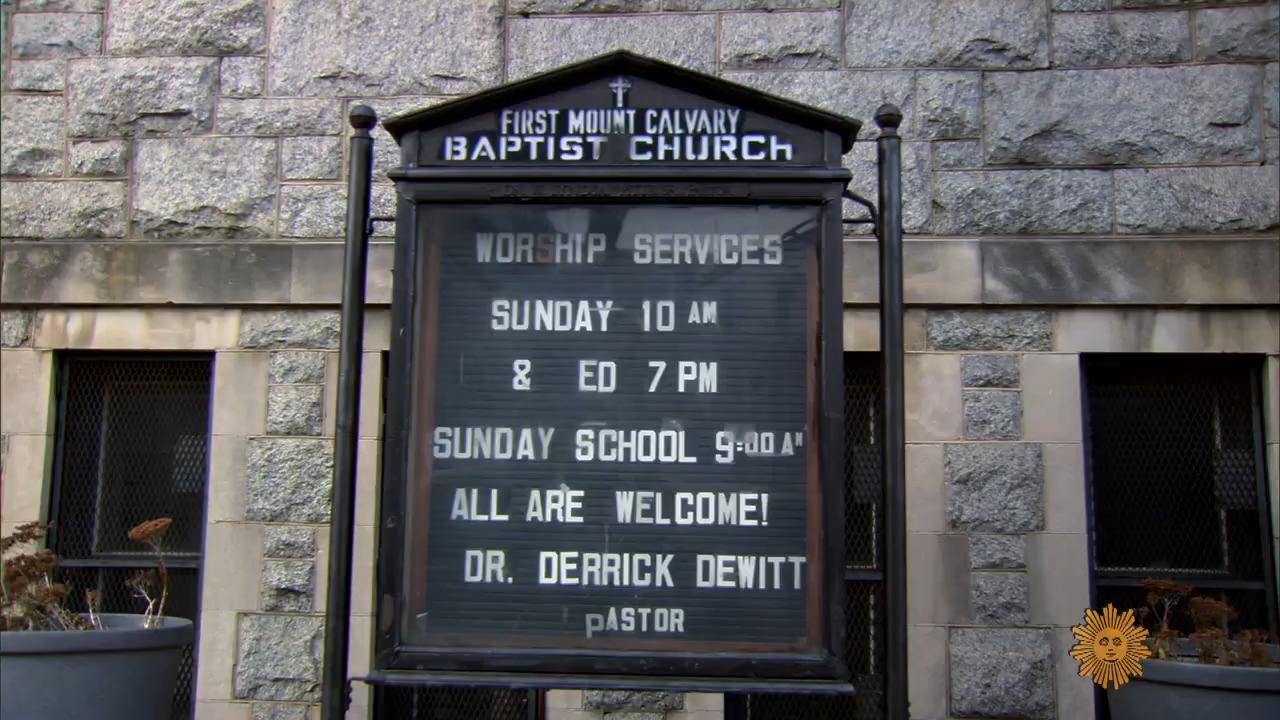 FIRST MOUNT CALVARY
BAPTIST CHURCH
WORSHIP SERVICES
SUNDAY 10 AM
& ED 7 PM
SUNDAY SCHOOL 9:00 AM
ALL ARE WELCOME!
DR. DERRICK DEWITT
PASTOR